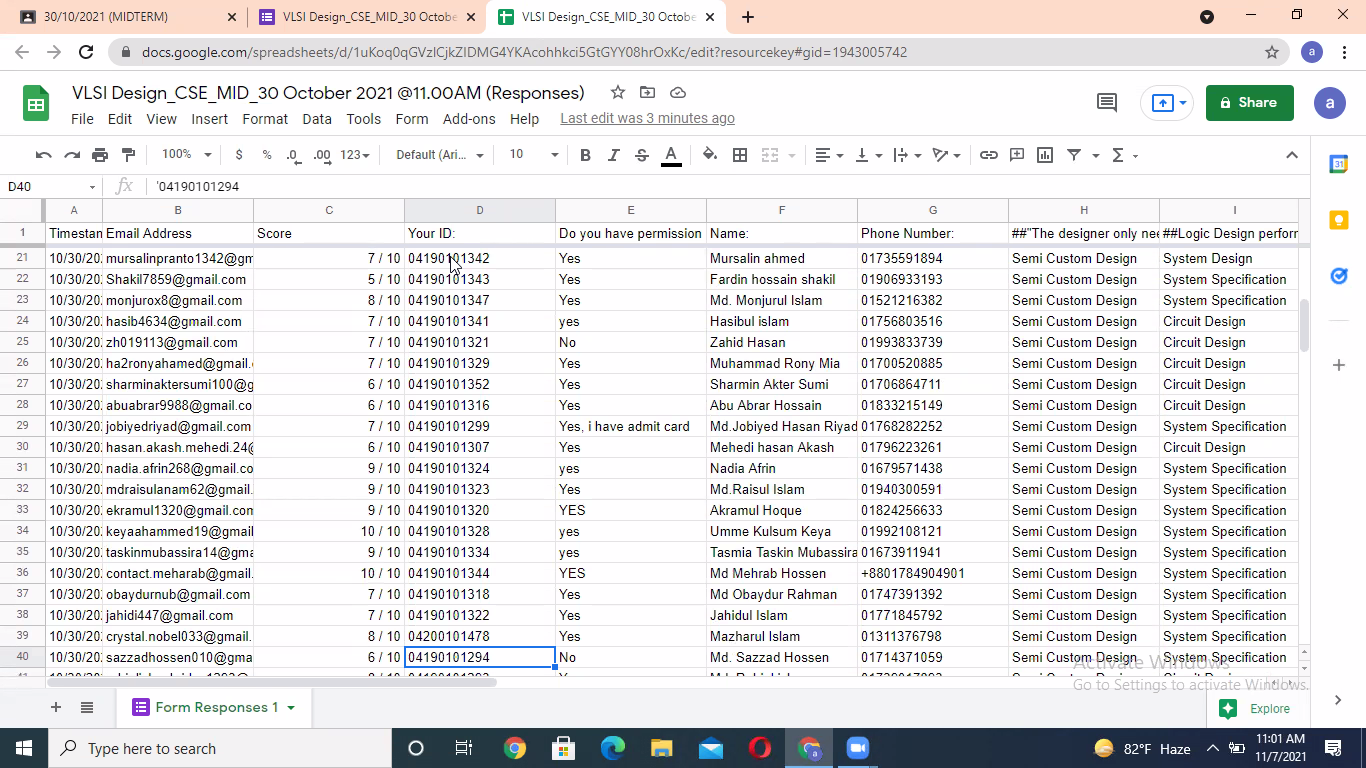 30/10/2021 (MIDTERM)
VLSI Design_CSE_MID_30 Octobe
VLSI Design_CSE_MID_30 Octobe
docs.google.com/spreadsheets/d/1uKoq0qGVzICjkZIDMG4YKAcohhkci5GtGYY08hrOxKc/edit?resourcekey#gid=1943005742
a
VLSI Design_CSE_MID_30 October 2021 @11.00AM (Responses)
Share
a
File Edit View Insert Format Data Tools Form Add-ons Help Last edit was 3 minutes ago
100% $ % .0 .00 123 Default (Ari... 10 B I S A
31
D40 fx '04190101294
A B C D E F G H I
1 Timestan Email Address Score Your ID: Do you have permission Name: Phone Number: ##"The designer only nee ##Logic Design perforr
21 10/30/20 mursalinpranto1342@gm 7 / 10 04190101342 Yes Mursalin ahmed 01735591894 Semi Custom Design System Design
22 10/30/20 Shakil7859@gmail.com 5 / 10 04190101343 Yes Fardin hossain shakil 01906933193 Semi Custom Design System Specification
23 10/30/20 monjurox8@gmail.com 8 / 10 04190101347 Yes Md. Monjurul Islam 01521216382 Semi Custom Design System Specification
24 10/30/20 hasib4634@gmail.com 7 / 10 04190101341 yes Hasibul islam 01756803516 Semi Custom Design Circuit Design
25 10/30/20 zh019113@gmail.com 7 / 10 04190101321 No Zahid Hasan 01993833739 Semi Custom Design Circuit Design
26 10/30/20 ha2ronyahamed@gmail. 7 / 10 04190101329 Yes Muhammad Rony Mia 01700520885 Semi Custom Design Circuit Design
27 10/30/20 sharminaktersumi100@g 6 / 10 04190101352 Yes Sharmin Akter Sumi 01706864711 Semi Custom Design Circuit Design
28 10/30/20 abuabrar9988@gmail.co 6 / 10 04190101316 Yes Abu Abrar Hossain 01833215149 Semi Custom Design Circuit Design
29 10/30/20 jobiyedriyad@gmail.com 7 / 10 04190101299 Yes, i have admit card Md.Jobiyed Hasan Riyad 01768282252 Semi Custom Design System Specification
30 10/30/20 hasan.akash.mehedi.24@ 6 / 10 04190101307 Yes Mehedi hasan Akash 01796223261 Semi Custom Design Circuit Design
31 10/30/20 nadia.afrin268@gmail.co 9 / 10 04190101324 yes Nadia Afrin 01679571438 Semi Custom Design System Specification
32 10/30/20 mdraisulanam62@gmail. 9 / 10 04190101323 Yes Md.Raisul Islam 01940300591 Semi Custom Design System Specification
33 10/30/20 ekramul1320@gmail.com 9 / 10 04190101320 YES Akramul Hoque 01824256633 Semi Custom Design System Specification
34 10/30/20 keyaahammed19@gmail 10 / 10 04190101328 yes Umme Kulsum Keya 01992108121 Semi Custom Design System Specification
35 10/30/20 taskinmubassira14@gma 9 / 10 04190101334 yes Tasmia Taskin Mubassira 01673911941 Semi Custom Design System Specification
36 10/30/20 contact.meharab@gmail. 10 / 10 04190101344 YES Md Mehrab Hossen +8801784904901 Semi Custom Design System Specification
37 10/30/20 obaydurnub@gmail.com 7 / 10 04190101318 Yes Md Obaydur Rahman 01747391392 Semi Custom Design System Specification
38 10/30/20 jahidi447@gmail.com 7 / 10 04190101322 Yes Jahidul Islam 01771845792 Semi Custom Design System Specification
39 10/30/20 crystal.nobel033@gmail. 8 / 10 04200101478 Yes Mazharul Islam 01311376798 Semi Custom Design System Specification
40 10/30/20 sazzadhossen010@gma 6 / 10 04190101294 No Md. Sazzad Hossen 01714371059 Semi Custom Design System Specification
Activate Windows
Go to Settings to activate Windows.
Form Responses 1
Explore
Type here to search
a
82°F Haze
11:01 AM
11/7/2021